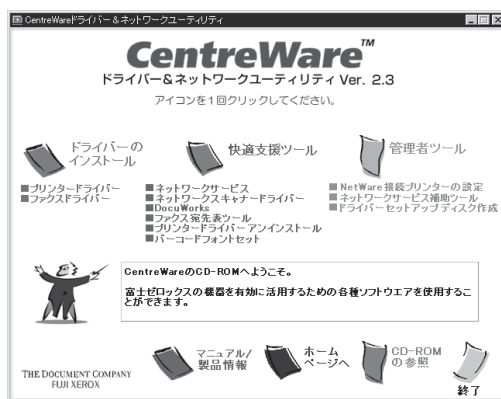 CentreWareドライバー&ネットワークユーティリティ
CentreWare™
ドライバー&ネットワークユーティリティ Ver. 2.3
アイコンを1回クリックしてください。
ドライバーの
インストール
■プリンタードライバー
■ファクスドライバー
快適支援ツール
■ネットワークサービス
■ネットワークスキャナードライバー
■DocuWorks
■ファクス宛先表ツール
■プリンタードライバーアンインストール
■バーコードフォントセット
管理者ツール
■NetWare接続プリンターの設定
■ネットワークサービス補助ツール
■ドライバーセットアップディスク作成
CentreWareのCD-ROMへようこそ。
富士ゼロックスの機器を有効に活用するための各種ソフトウエアを使用するこ
とができます。
THE DOCUMENT COMPANY
FUJI XEROX
マニュアル/
製品情報
ホーム
ページへ
CD-ROM
の参照
終了